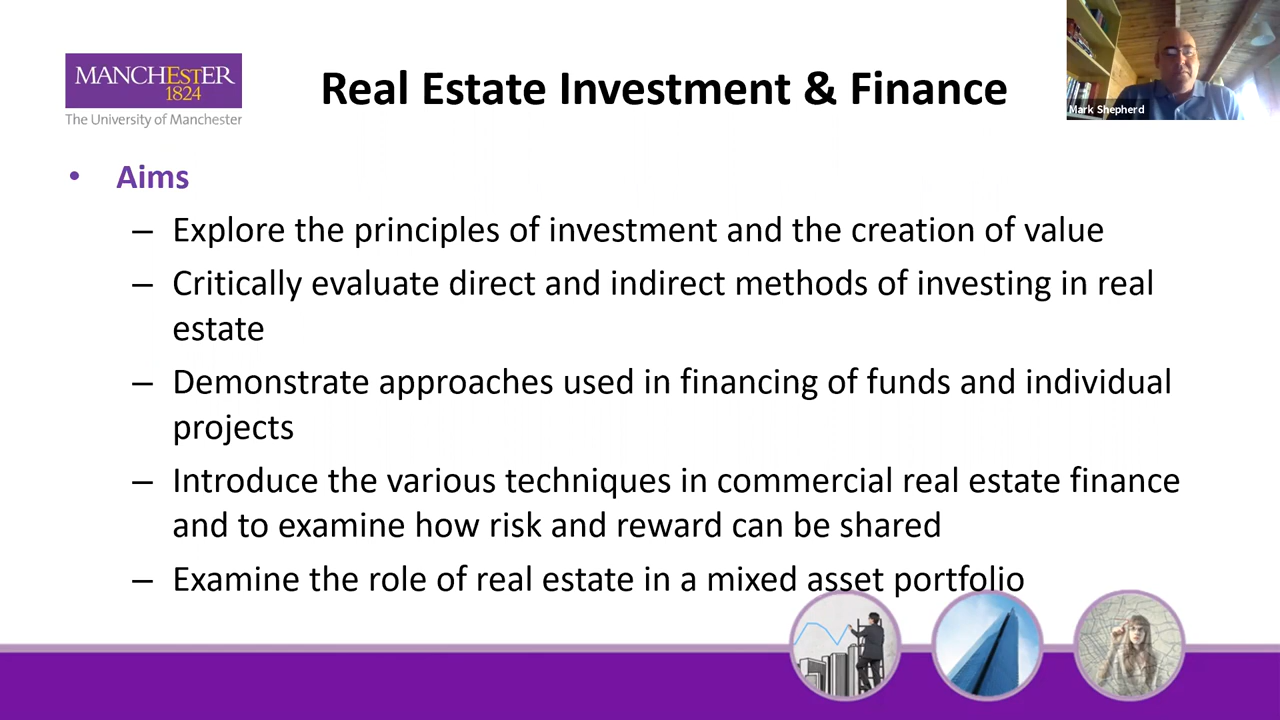 MANCHESTER
1824
The University of Manchester
Real Estate Investment & Finance
Mark Shepherd
• Aims
– Explore the principles of investment and the creation of value
– Critically evaluate direct and indirect methods of investing in real
estate
– Demonstrate approaches used in financing of funds and individual
projects
– Introduce the various techniques in commercial real estate finance
and to examine how risk and reward can be shared
– Examine the role of real estate in a mixed asset portfolio